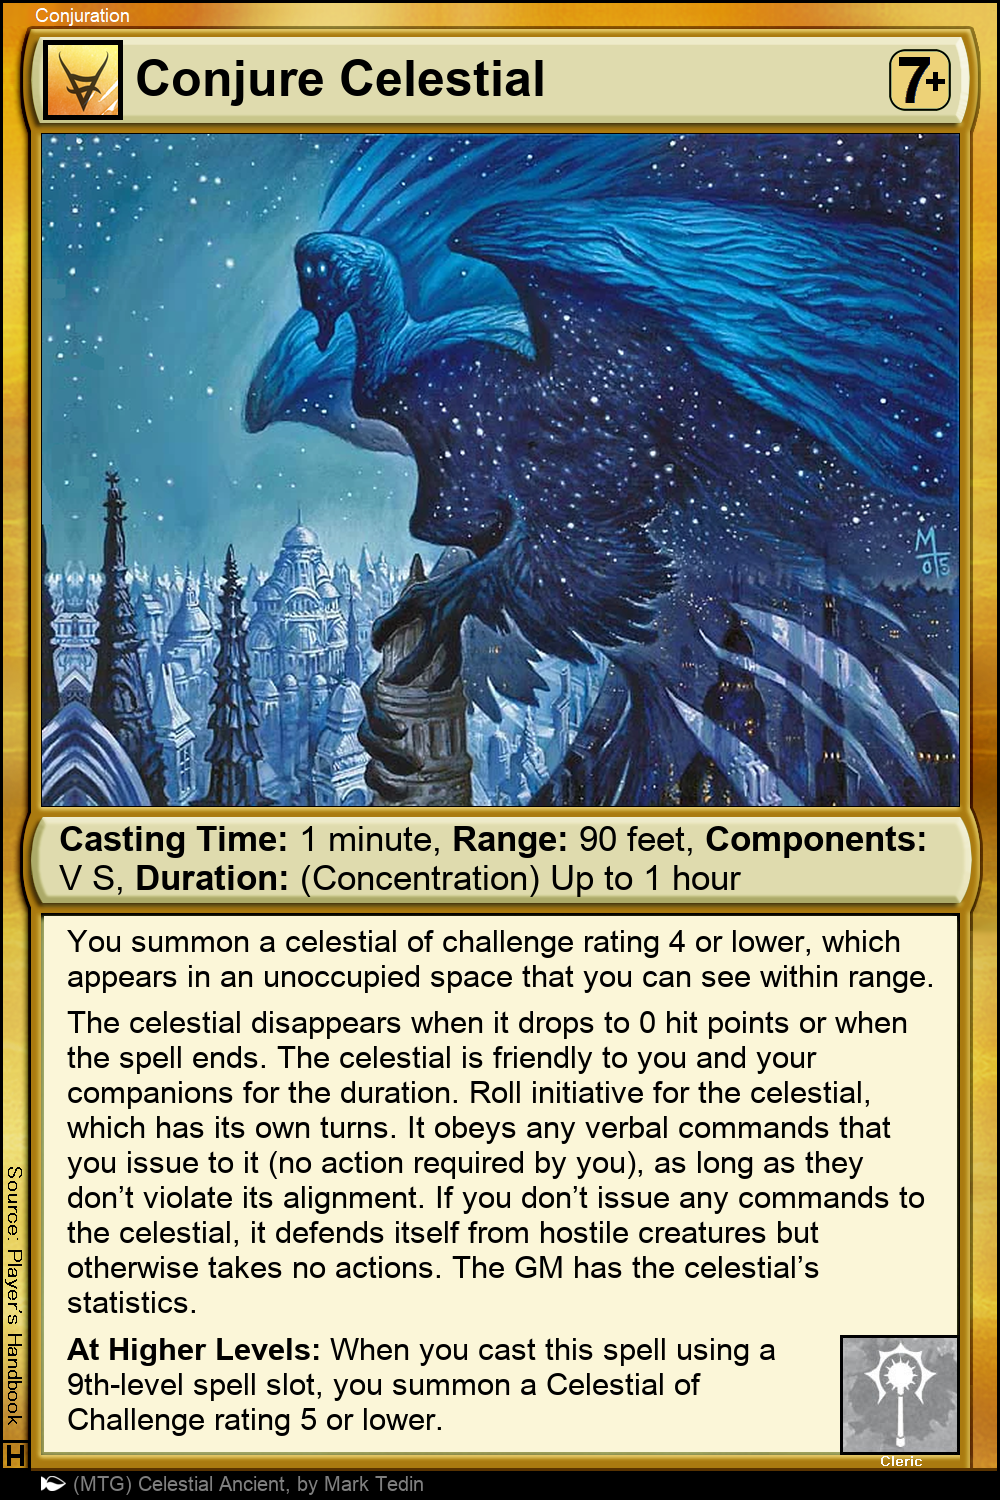 Conjuration
Conjure Celestial
7+
M
05
Casting Time: 1 minute, Range: 90 feet, Components:
V S, Duration: (Concentration) Up to 1 hour
You summon a celestial of challenge rating 4 or lower, which
appears in an unoccupied space that you can see within range.
The celestial disappears when it drops to 0 hit points or when
the spell ends. The celestial is friendly to you and your
companions for the duration. Roll initiative for the celestial,
which has its own turns. It obeys any verbal commands that
you issue to it (no action required by you), as long as they
don’t violate its alignment. If you don’t issue any commands to
the celestial, it defends itself from hostile creatures but
otherwise takes no actions. The GM has the celestial’s
statistics.
At Higher Levels: When you cast this spell using a
9th-level spell slot, you summon a Celestial of
Challenge rating 5 or lower.
Cleric
Source: Player’s Handbook
H
(MTG) Celestial Ancient, by Mark Tedin